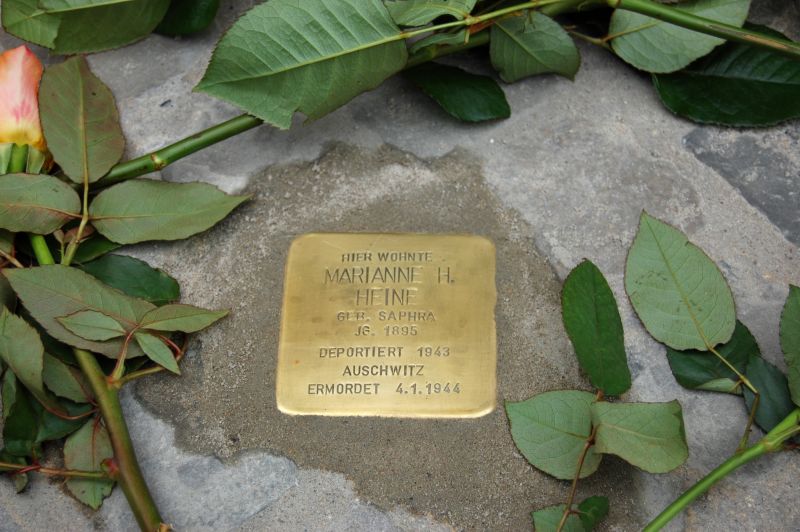 HIER WOHNTE
MARIANNE H.
HEINE
GEB. SAPHRA
JG. 1895
DEPORTIERT 1943
AUSCHWITZ
ERMORDET 4.1.1944